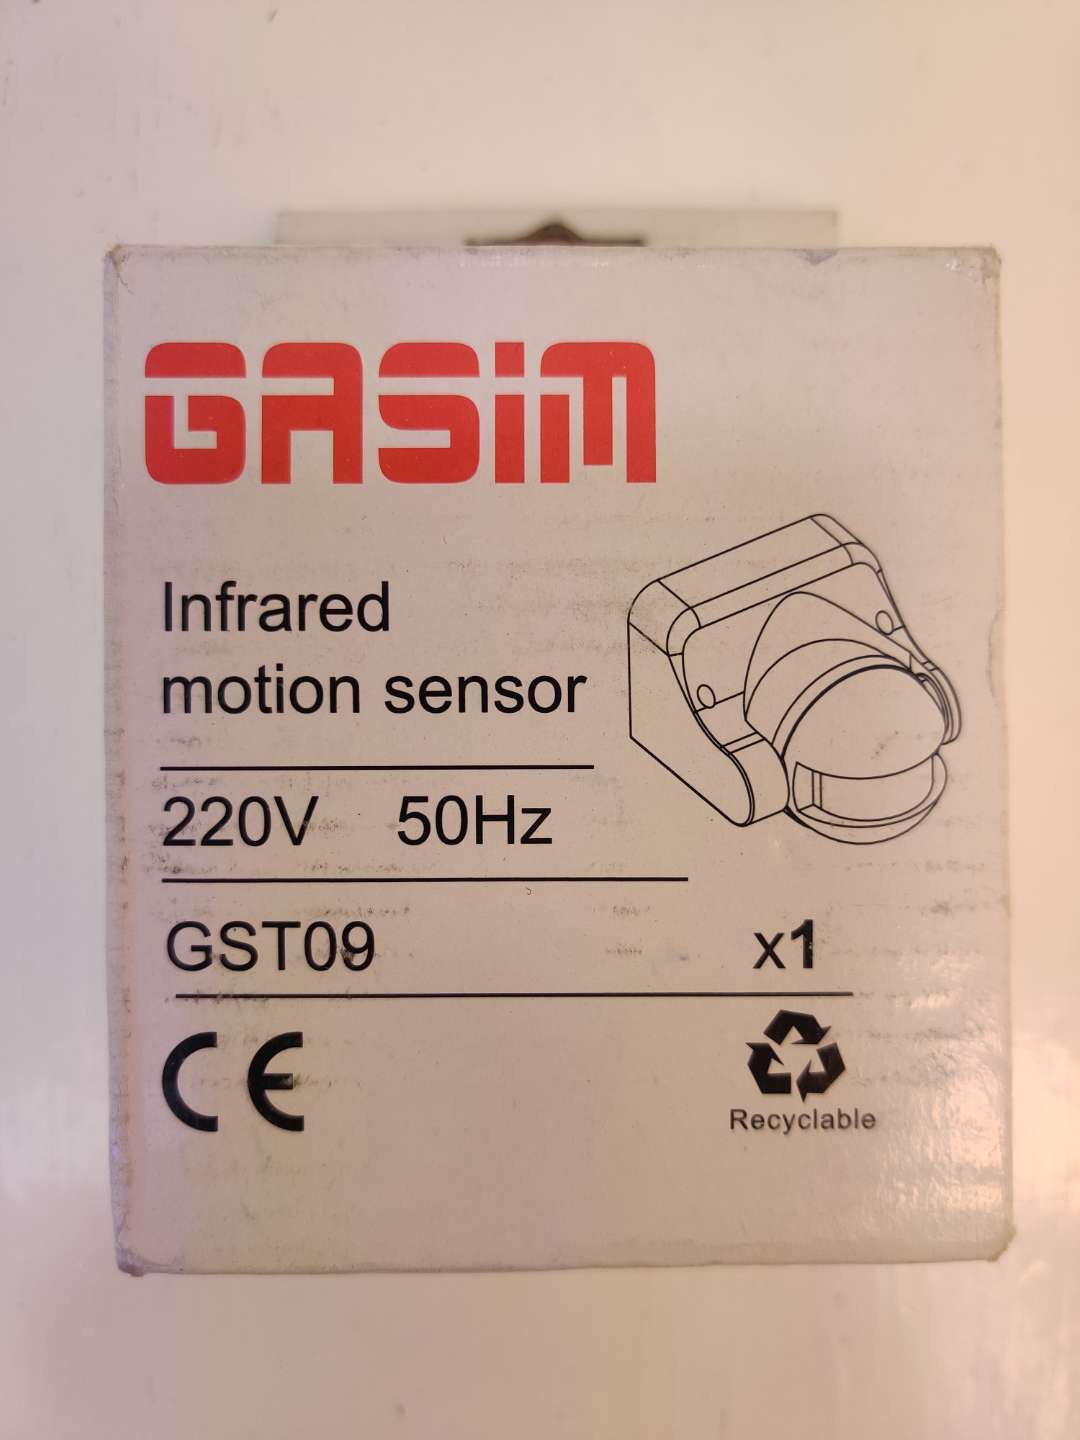 GASiM
Infrared
motion sensor
220V 50Hz
GST09 x1
CE
Recyclable